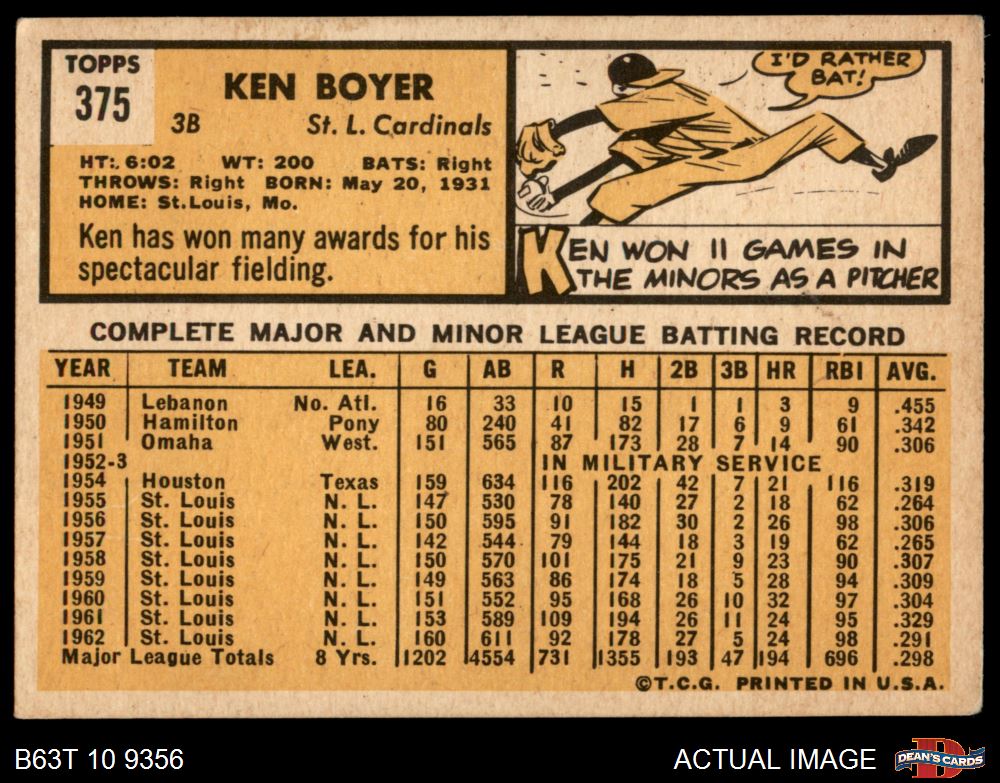 TOPPS
375
KEN BOYER
3B St. L. Cardinals
HT: 6:02 WT: 200 BATS: Right
THROWS: Right BORN: May 20, 1931
HOME: St.Louis, Mo.
Ken has won many awards for his
spectacular fielding.
I'D RATHER
BAT!
KEN WON 11 GAMES IN
THE MINORS AS A PITCHER
COMPLETE MAJOR AND MINOR LEAGUE BATTING RECORD
YEAR TEAM LEA. G AB R H 2B 3B HR RBI AVG.
1949 Lebanon No. Atl. 16 33 10 15 1 1 3 9 .455
1950 Hamilton Pony 80 240 41 82 17 6 9 61 .342
1951 Omaha West. 151 565 87 173 28 7 14 90 .306
1952-3 IN MILITARY SERVICE
1954 Houston Texas 159 634 116 202 42 7 21 116 .319
1955 St. Louis N. L. 147 530 78 140 27 2 18 62 .264
1956 St. Louis N. L. 150 595 91 182 30 2 26 98 .306
1957 St. Louis N. L. 142 544 79 144 18 3 19 62 .265
1958 St. Louis N. L. 150 570 101 175 21 9 23 90 .307
1959 St. Louis N. L. 149 563 86 174 18 5 28 94 .309
1960 St. Louis N. L. 151 552 95 168 26 10 32 97 .304
1961 St. Louis N. L. 153 589 109 194 26 11 24 95 .329
1962 St. Louis N. L. 160 611 92 178 27 5 24 98 .291
Major League Totals 8 Yrs. 1202 4554 731 1355 193 47 194 696 .298
©T.C.G. PRINTED IN U.S.A.
B63T 10 9356 ACTUAL IMAGE
D
DEAN'S CARDS